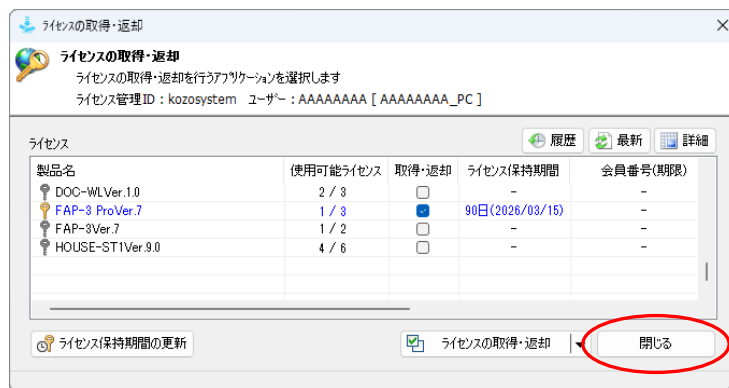 ライセンスの取得・返却
ライセンスの取得・返却
ライセンスの取得・返却を行うアプリケーションを選択します
ライセンス管理ID：kozosystem ユーザー：AAAAAAAA [ AAAAAAAA_PC ]
ライセンス 履歴 最新 詳細
製品名 使用可能ライセンス 取得・返却 ライセンス保持期間 会員番号(期限)
DOC-WLVer.1.0 2 / 3 - -
FAP-3 ProVer.7 1 / 3 90日(2026/03/15) -
FAP-3Ver.7 1 / 2 - -
HOUSE-ST1Ver.9.0 4 / 6 - -
ライセンス保持期間の更新 ライセンスの取得・返却 閉じる